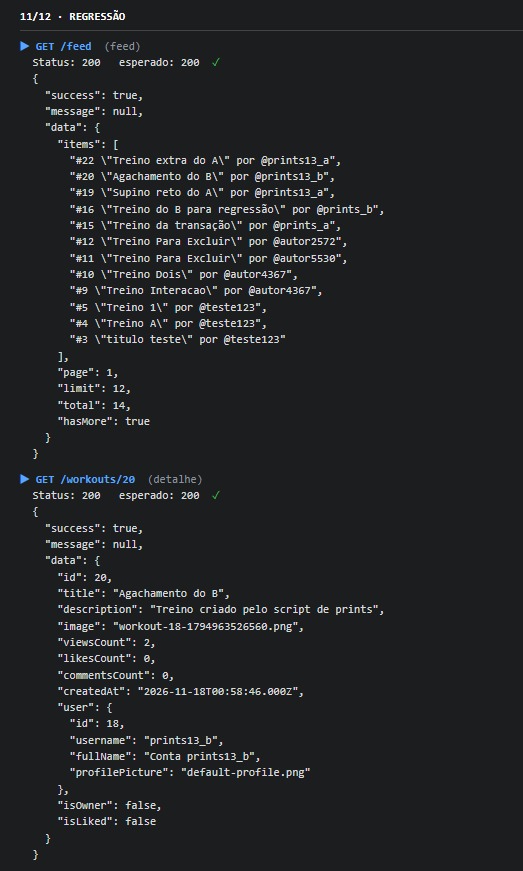 11/12 · REGRESSÃO
▶ GET /feed (feed)
Status: 200 esperado: 200 ✓
{
"success": true,
"message": null,
"data": {
"items": [
"#22 \"Treino extra do A\" por @prints13_a",
"#20 \"Agachamento do B\" por @prints13_b",
"#19 \"Supino reto do A\" por @prints13_a",
"#16 \"Treino do B para regressão\" por @prints_b",
"#15 \"Treino da transação\" por @prints_a",
"#12 \"Treino Para Excluir\" por @autor2572",
"#11 \"Treino Para Excluir\" por @autor5530",
"#10 \"Treino Dois\" por @autor4367",
"#9 \"Treino Interacao\" por @autor4367",
"#5 \"Treino 1\" por @teste123",
"#4 \"Treino A\" por @teste123",
"#3 \"titulo teste\" por @teste123"
],
"page": 1,
"limit": 12,
"total": 14,
"hasMore": true
}
}
▶ GET /workouts/20 (detalhe)
Status: 200 esperado: 200 ✓
{
"success": true,
"message": null,
"data": {
"id": 20,
"title": "Agachamento do B",
"description": "Treino criado pelo script de prints",
"image": "workout-18-1794963526560.png",
"viewsCount": 2,
"likesCount": 0,
"commentsCount": 0,
"createdAt": "2026-11-18T00:58:46.000Z",
"user": {
"id": 18,
"username": "prints13_b",
"fullName": "Conta prints13_b",
"profilePicture": "default-profile.png"
},
"isOwner": false,
"isLiked": false
}
}